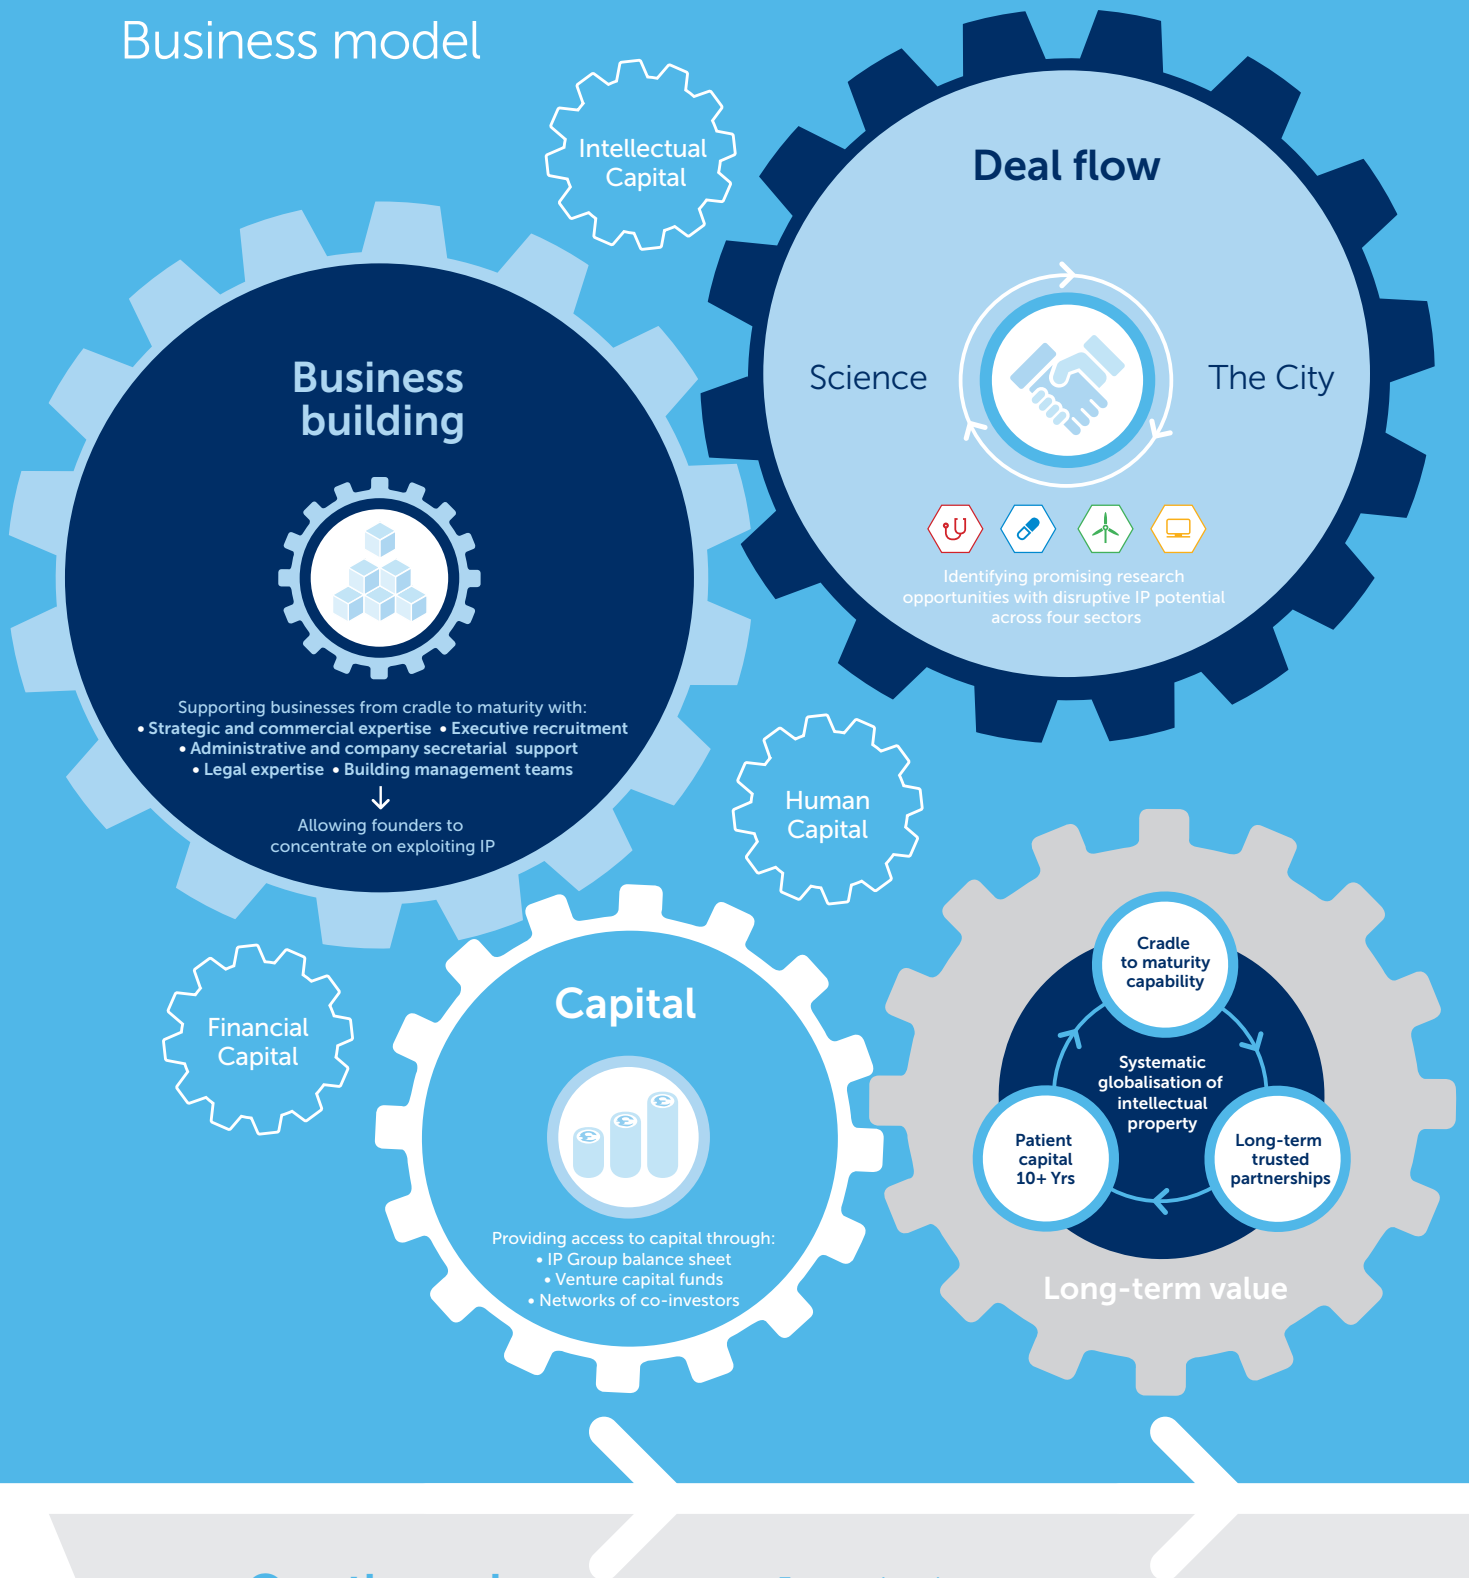 Business model
Intellectual
Capital
Deal flow
Science
The City
Identifying promising research
opportunities with disruptive IP potential
across four sectors
Business
building
Supporting businesses from cradle to maturity with:
• Strategic and commercial expertise • Executive recruitment
• Administrative and company secretarial support
• Legal expertise • Building management teams
Allowing founders to
concentrate on exploiting IP
Human
Capital
Financial
Capital
Capital
£ £ £
Providing access to capital through:
• IP Group balance sheet
• Venture capital funds
• Networks of co-investors
Cradle
to maturity
capability
Systematic
globalisation of
intellectual
property
Patient
capital
10+ Yrs
Long-term
trusted
partnerships
Long-term value